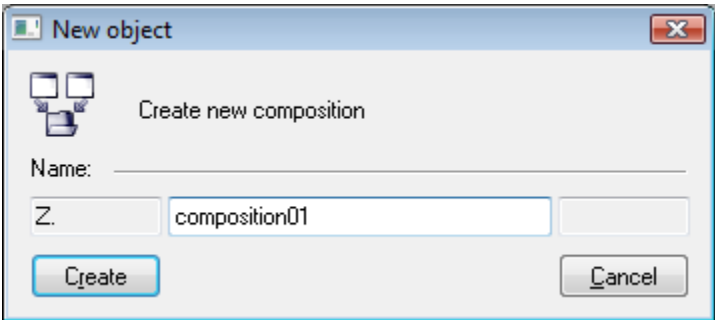 New object
Create new composition
Name:
Z. composition01
Create Cancel